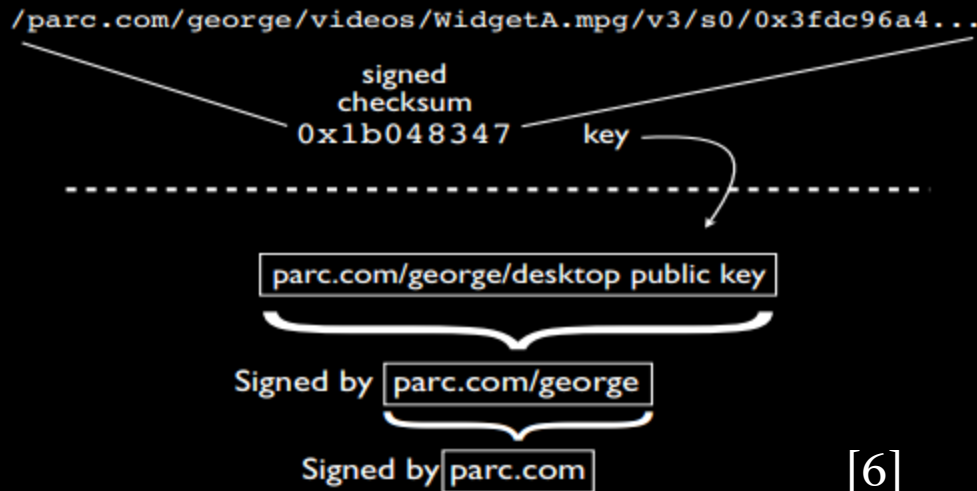 /parc.com/george/videos/WidgetA.mpg/v3/s0/0x3fdc96a4...
signed
checksum
0x1b048347 key
parc.com/george/desktop public key
Signed by parc.com/george
Signed by parc.com
[6]